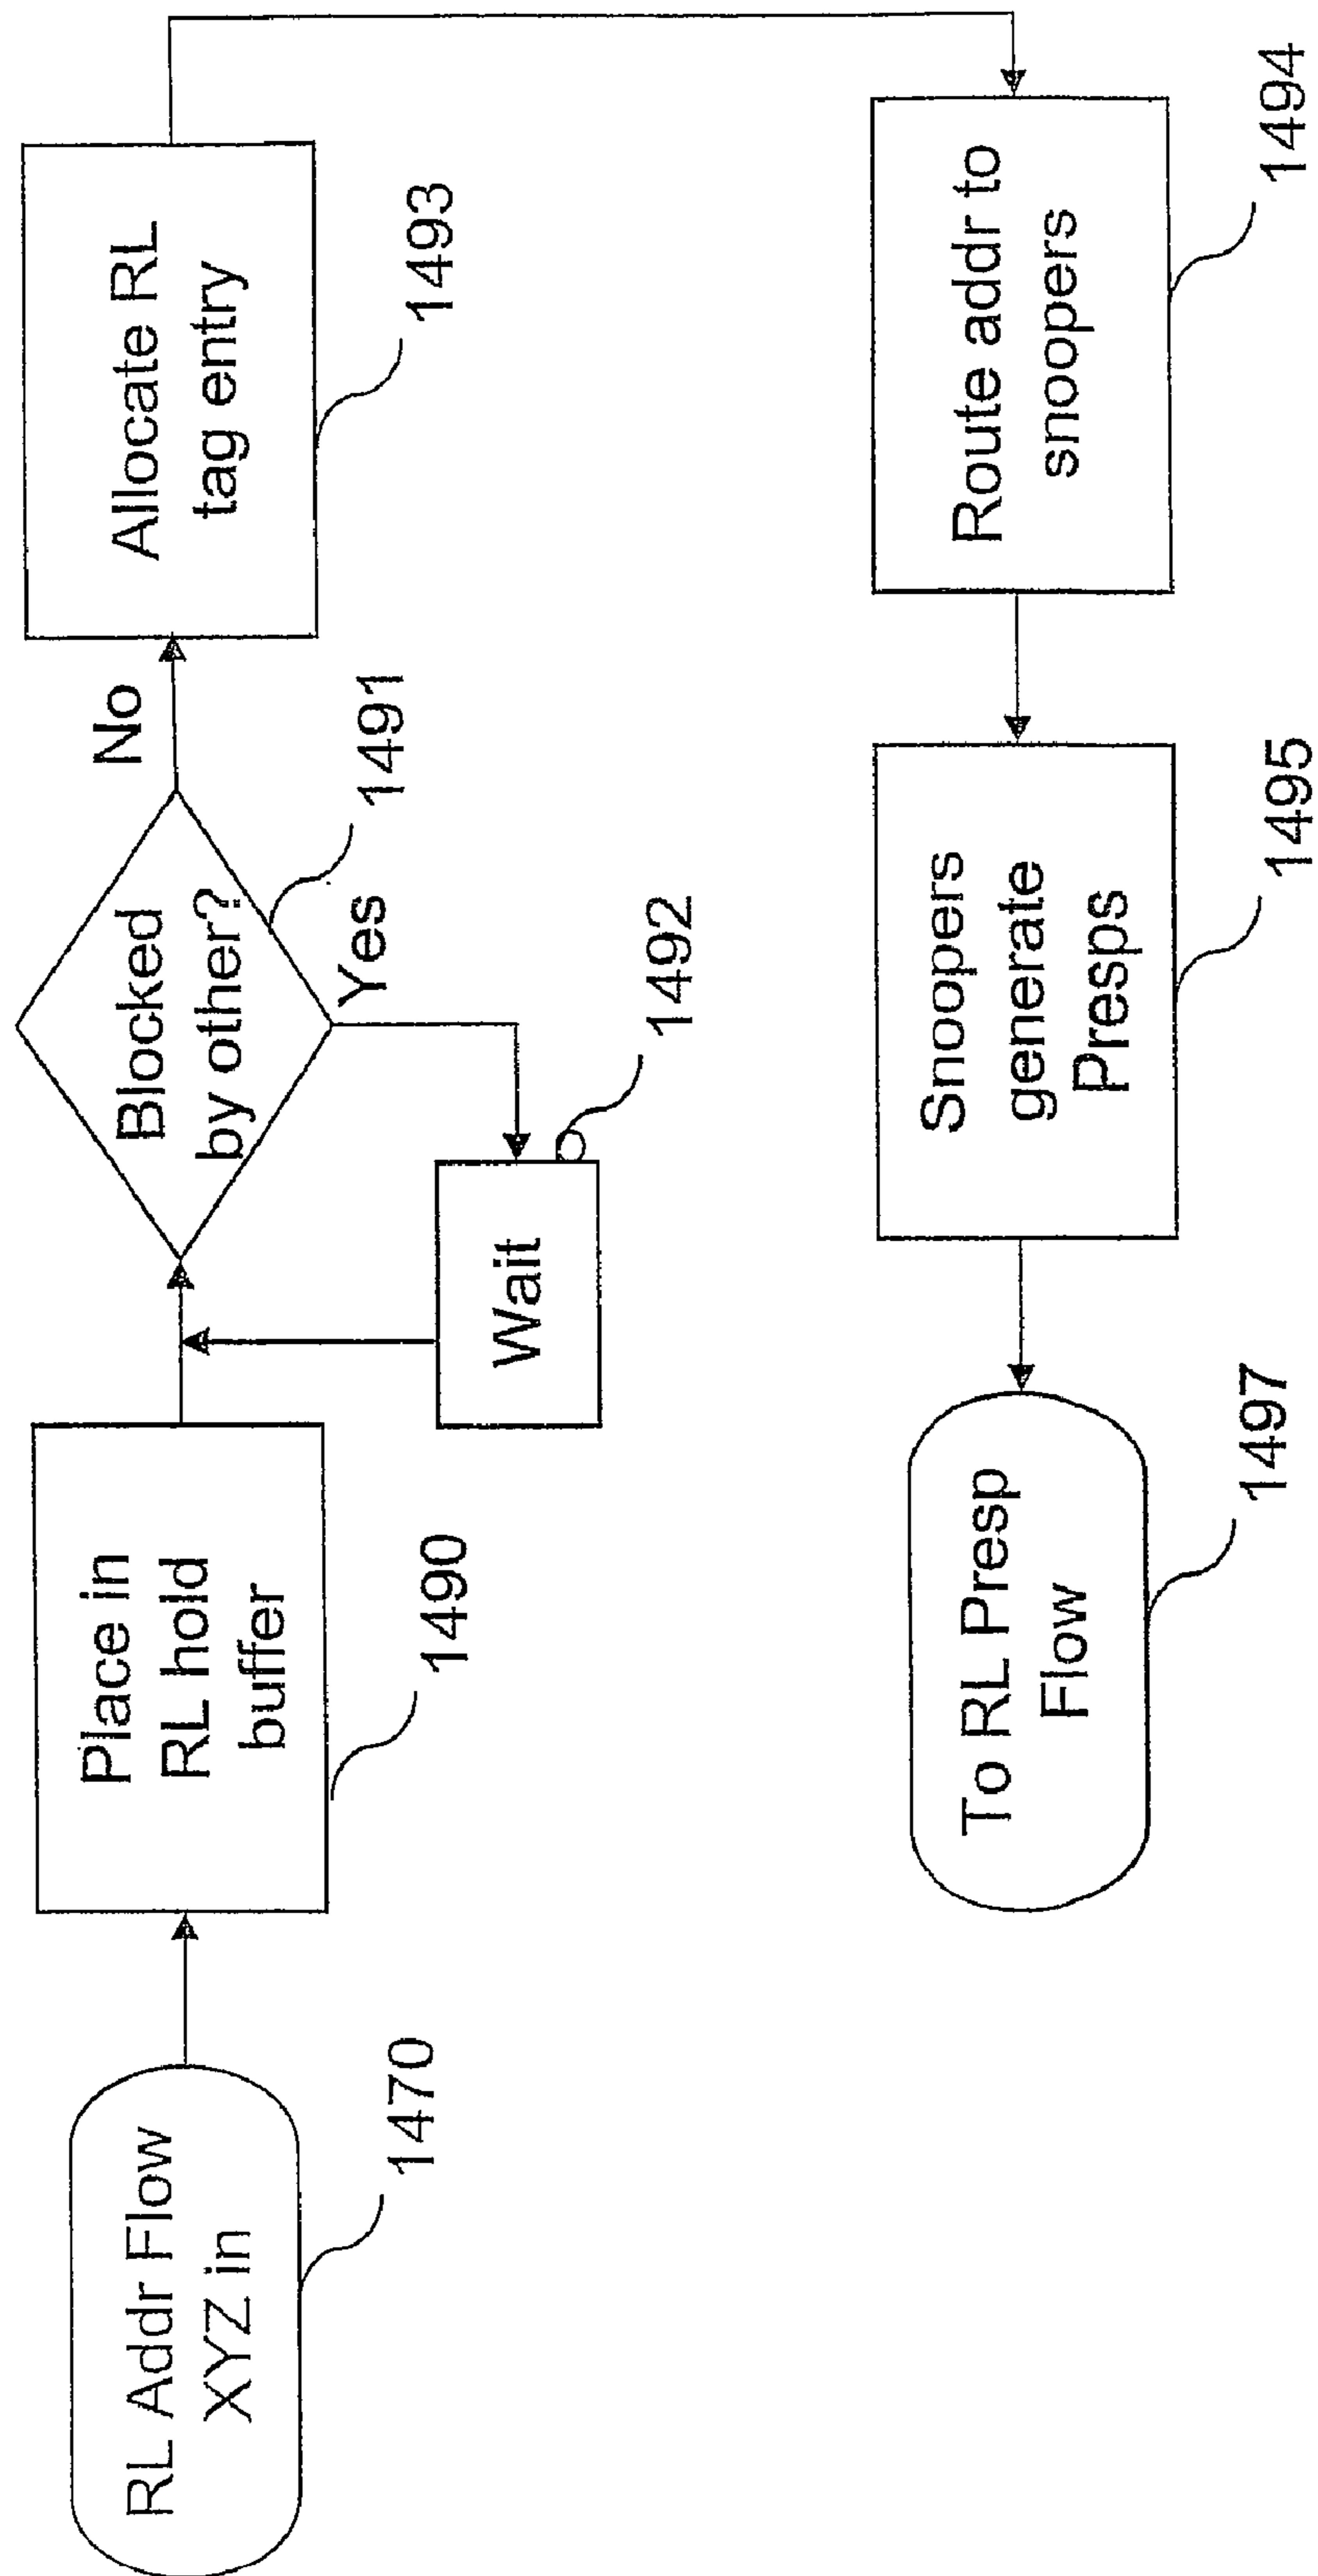 RL Addr Flow
XYZ in
1470
Place in
RL hold
buffer
1490
Blocked
by other?
1491
Yes
No
Wait
1492
Allocate RL
tag entry
1493
Route addr to
snoopers
1494
Snoopers
generate
Presps
1495
To RL Presp
Flow
1497